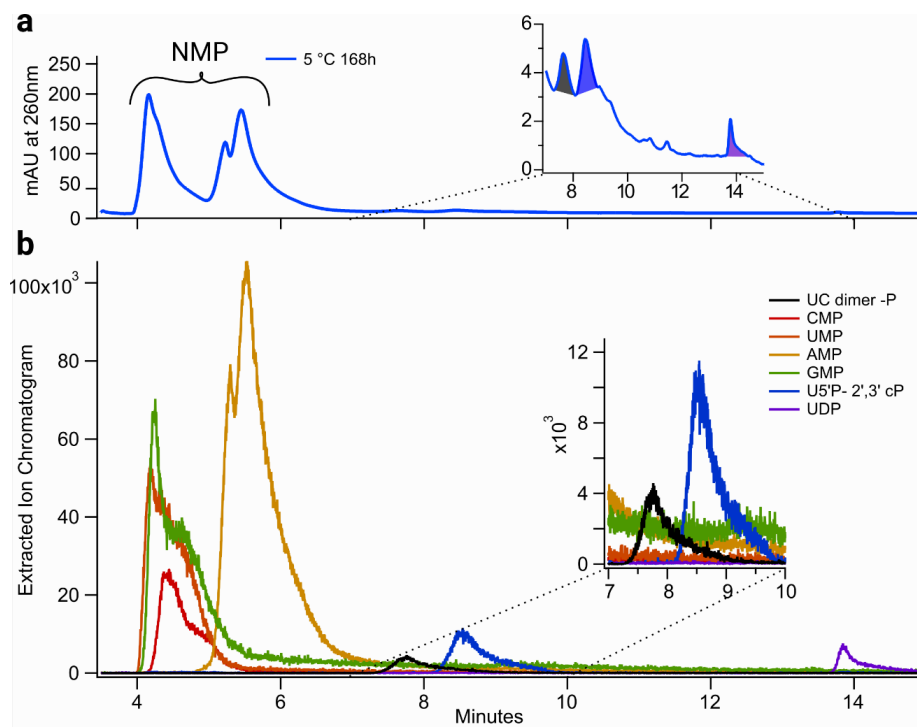 a
NMP
5 °C 168h
mAU at 260nm
250
200
150
100
50
0
6
4
2
0
8 10 12 14
b
Extracted Ion Chromatogram
100x10³
80
60
40
20
0
4 6 8 10 12 14
Minutes
UC dimer -P
CMP
UMP
AMP
GMP
U5'P- 2',3' cP
UDP
x10³
12
8
4
0
7 8 9 10